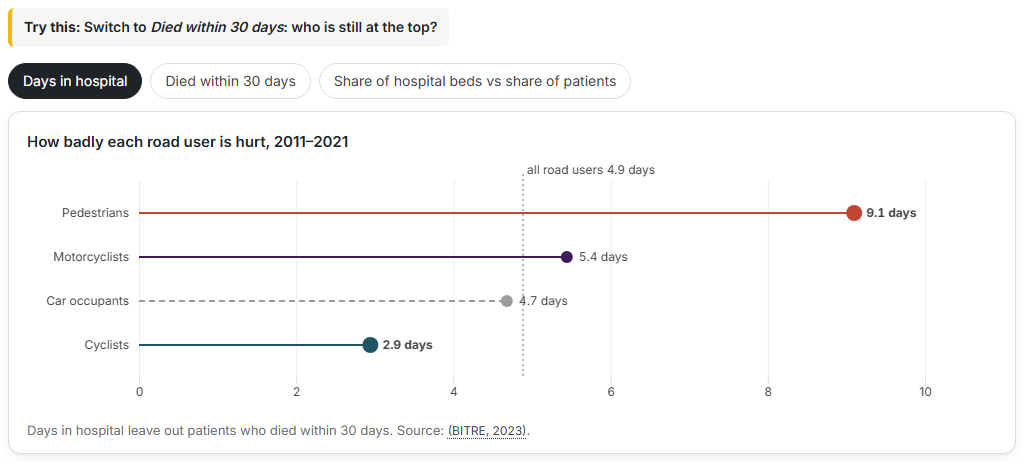 Try this: Switch to Died within 30 days: who is still at the top?
Days in hospital
Died within 30 days
Share of hospital beds vs share of patients
How badly each road user is hurt, 2011–2021
all road users 4.9 days
Pedestrians
9.1 days
Motorcyclists
5.4 days
Car occupants
4.7 days
Cyclists
2.9 days
0 2 4 6 8 10
Days in hospital leave out patients who died within 30 days. Source: (BITRE, 2023).